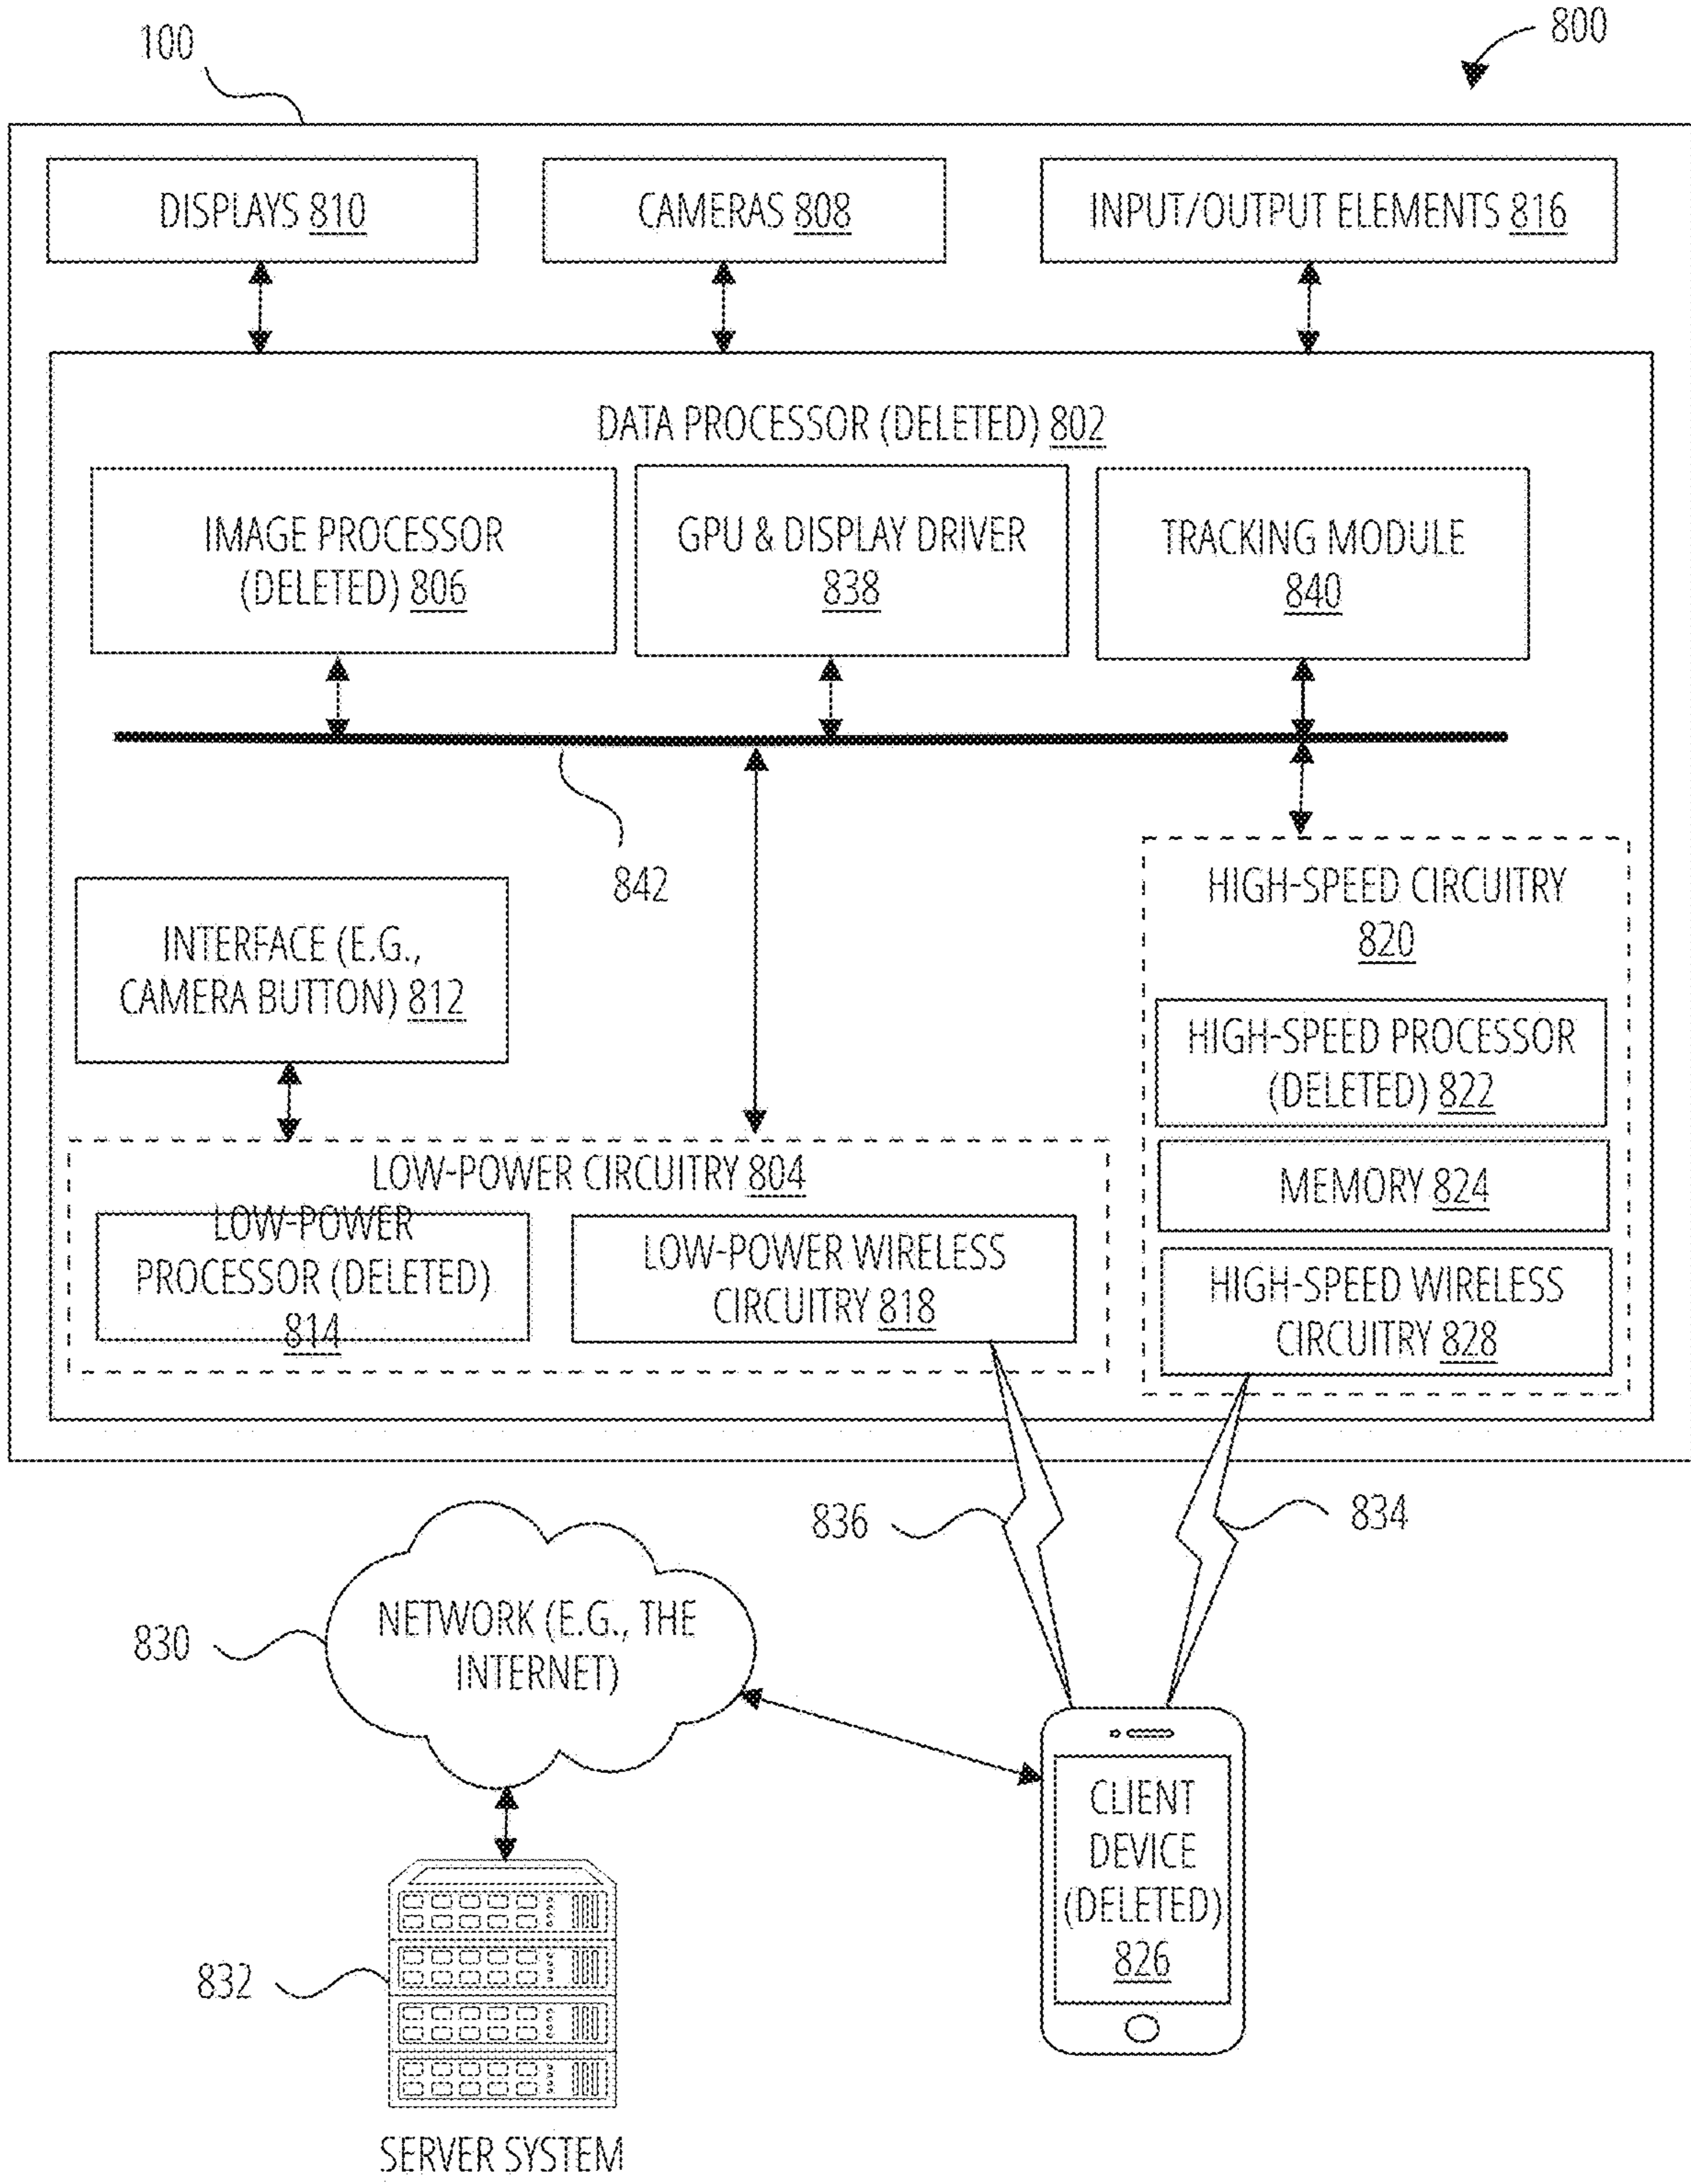 100
800
DISPLAYS 810
CAMERAS 808
INPUT/OUTPUT ELEMENTS 816
DATA PROCESSOR (DELETED) 802
IMAGE PROCESSOR
(DELETED) 806
GPU & DISPLAY DRIVER
838
TRACKING MODULE
840
842
INTERFACE (E.G.,
CAMERA BUTTON) 812
HIGH-SPEED CIRCUITRY
820
HIGH-SPEED PROCESSOR
(DELETED) 822
MEMORY 824
HIGH-SPEED WIRELESS
CIRCUITRY 828
LOW-POWER CIRCUITRY 804
LOW-POWER
PROCESSOR (DELETED)
814
LOW-POWER WIRELESS
CIRCUITRY 818
836
834
830
NETWORK (E.G., THE
INTERNET)
CLIENT
DEVICE
(DELETED)
826
832
SERVER SYSTEM